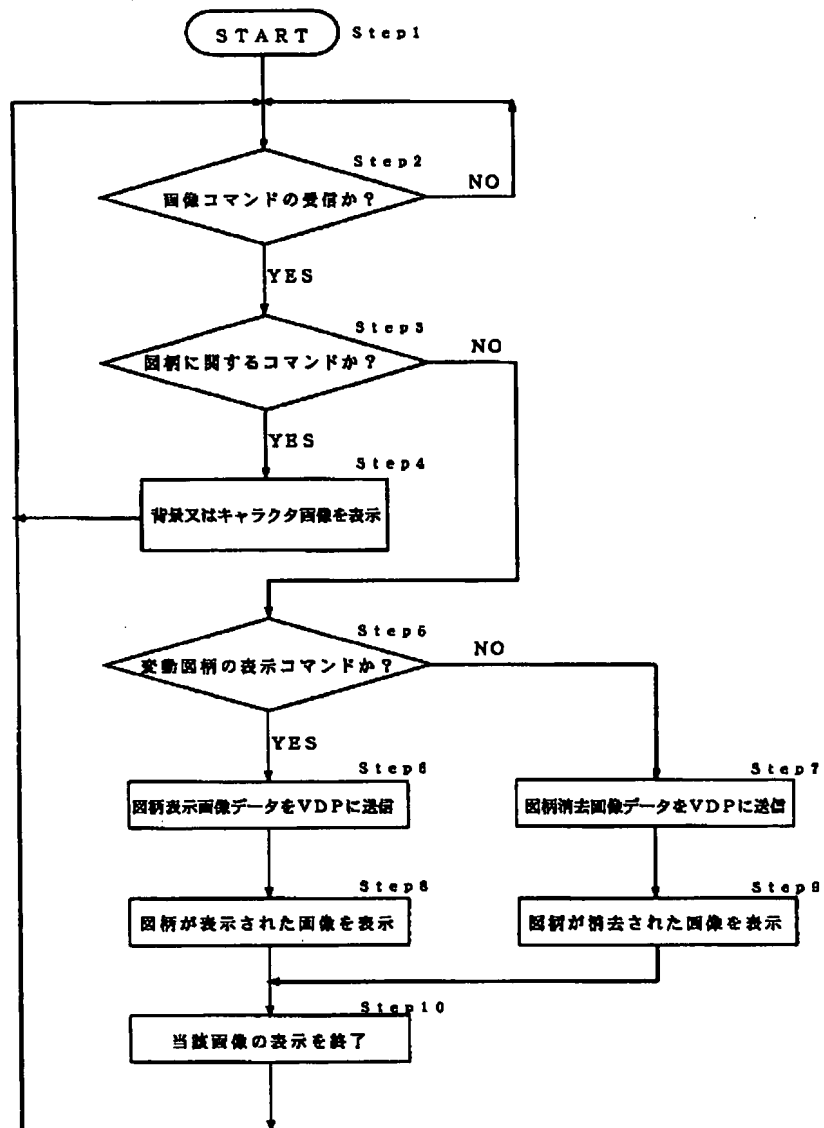 START
Step1
Step2
画像コマンドの受信か？
NO
YES
Step3
図柄に関するコマンドか？
NO
YES
Step4
背景又はキャラクタ画像を表示
Step5
変動図柄の表示コマンドか？
NO
YES
Step6
図柄表示画像データをVDPに送信
Step7
図柄消去画像データをVDPに送信
Step8
図柄が表示された画像を表示
Step9
図柄が消去された画像を表示
Step10
当該画像の表示を終了